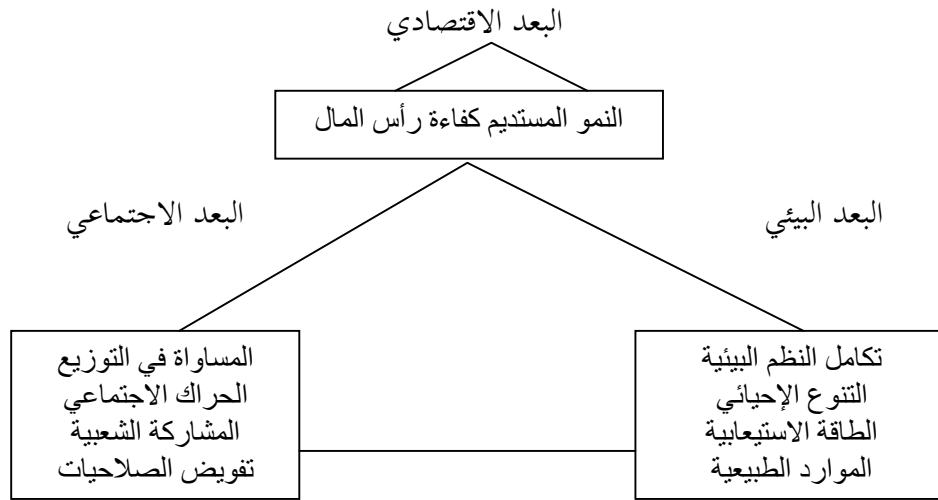 البعد الاقتصادي
النمو المستديم كفاءة رأس المال
البعد البيئي
البعد الاجتماعي
تكامل النظم البيئية
التنوع الإحيائي
الطاقة الاستيعابية
الموارد الطبيعية
المساواة في التوزيع
الحراك الاجتماعي
المشاركة الشعبية
تفويض الصلاحيات